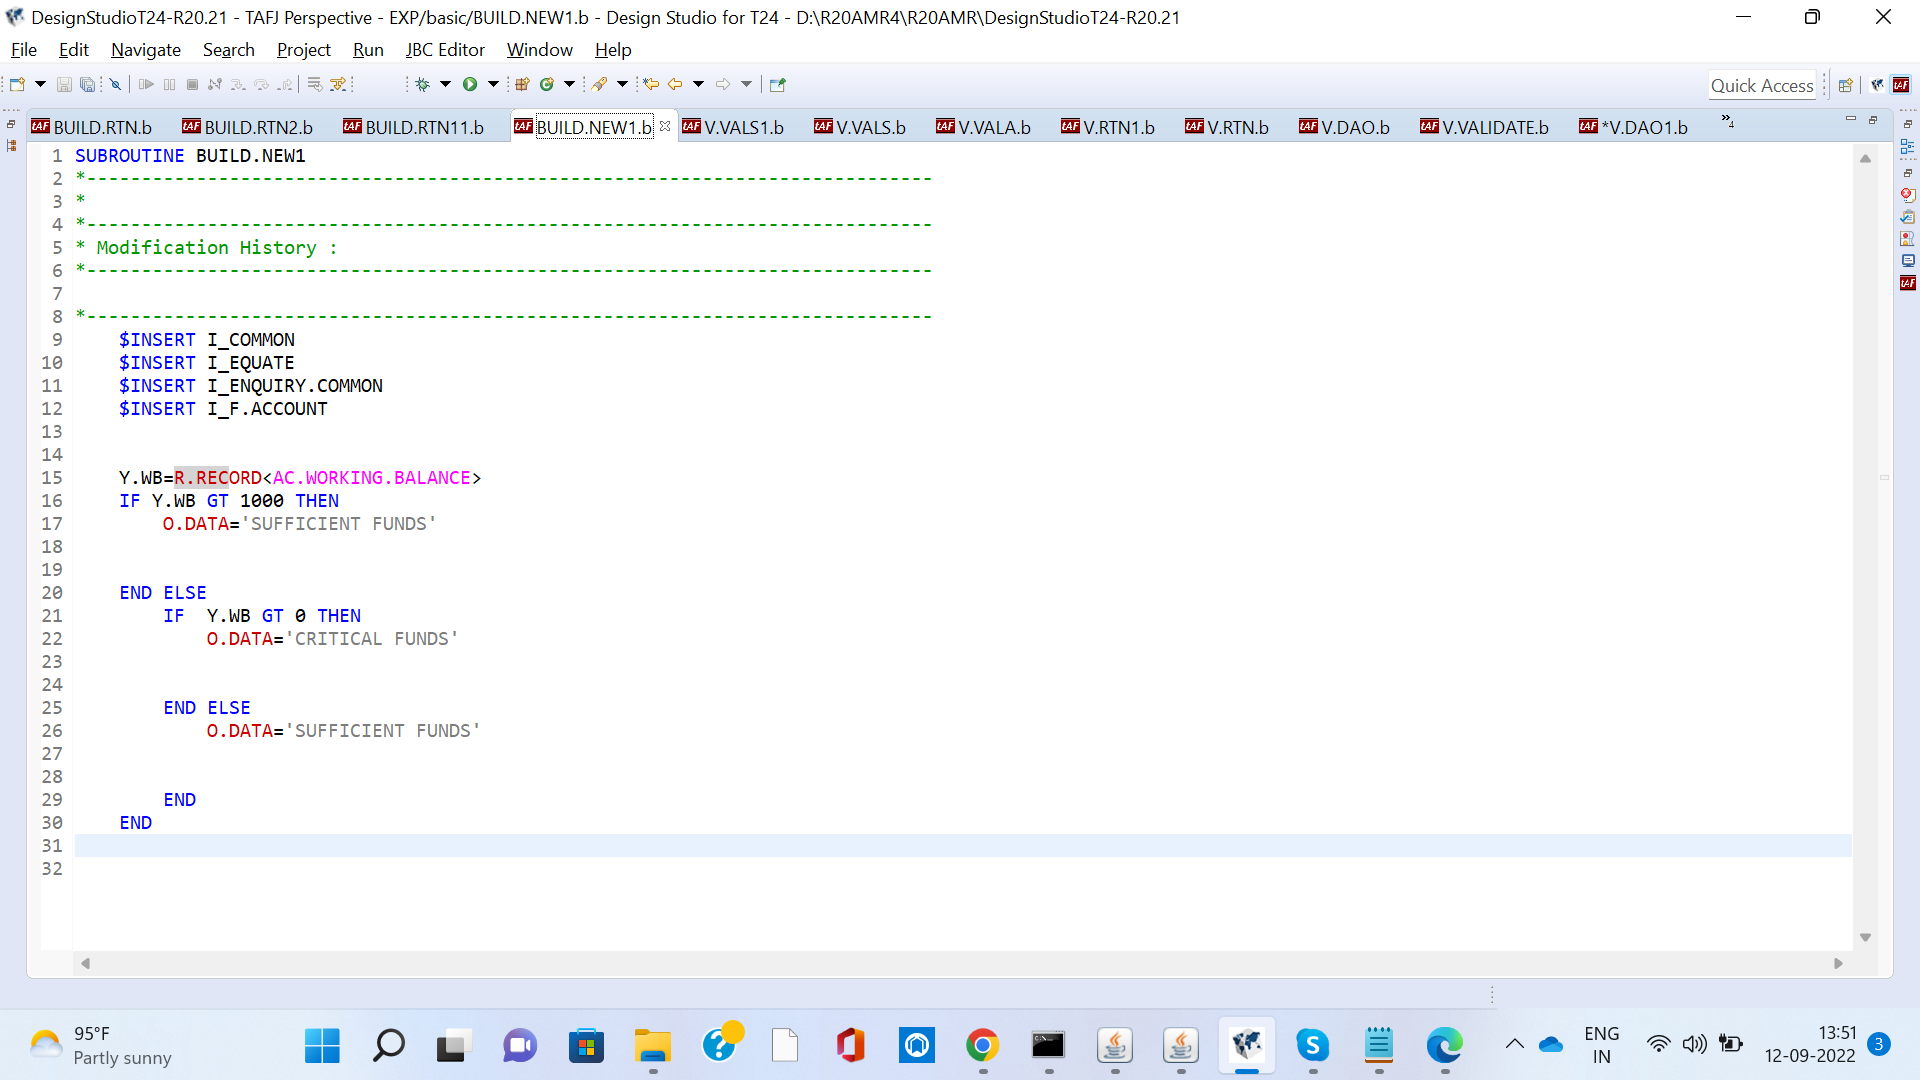 DesignStudioT24-R20.21 - TAFJ Perspective - EXP/basic/BUILD.NEW1.b - Design Studio for T24 - D:\R20AMR4\R20AMR\DesignStudioT24-R20.21
File Edit Navigate Search Project Run JBC Editor Window Help
Quick Access
BUILD.RTN.b BUILD.RTN2.b BUILD.RTN11.b BUILD.NEW1.b V.VALS1.b V.VALS.b V.VALA.b V.RTN1.b V.RTN.b V.DAO.b V.VALIDATE.b *V.DAO1.b »4
1 SUBROUTINE BUILD.NEW1
2 *-----------------------------------------------------------------------------
3 *
4 *-----------------------------------------------------------------------------
5 * Modification History :
6 *-----------------------------------------------------------------------------
7
8 *-----------------------------------------------------------------------------
9     $INSERT I_COMMON
10     $INSERT I_EQUATE
11     $INSERT I_ENQUIRY.COMMON
12     $INSERT I_F.ACCOUNT
13
14
15     Y.WB=R.RECORD<AC.WORKING.BALANCE>
16     IF Y.WB GT 1000 THEN
17         O.DATA='SUFFICIENT FUNDS'
18
19
20     END ELSE
21         IF  Y.WB GT 0 THEN
22             O.DATA='CRITICAL FUNDS'
23
24
25         END ELSE
26             O.DATA='SUFFICIENT FUNDS'
27
28
29         END
30     END
31
32
95°F
Partly sunny
ENG
IN
13:51
12-09-2022
3